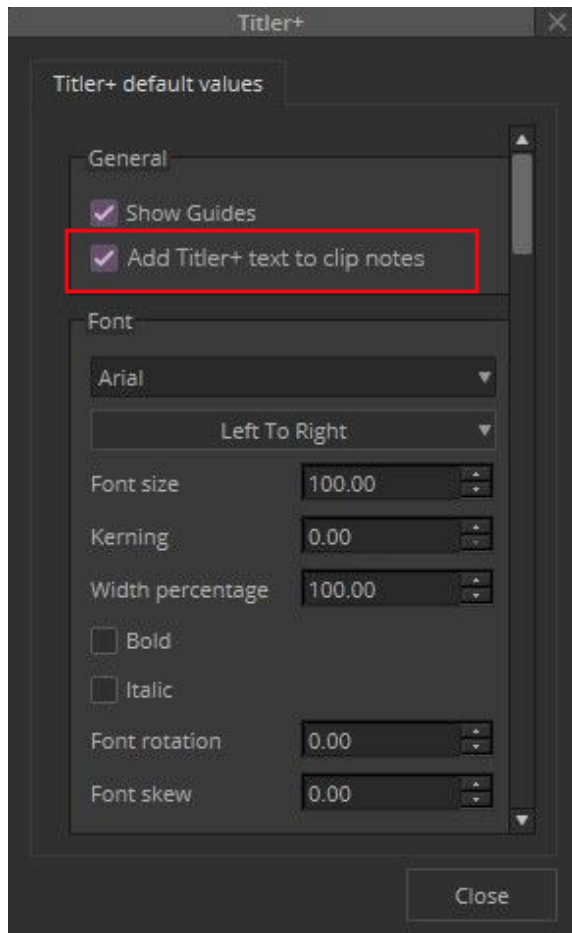 Titler+
Titler+ default values
General
Show Guides
Add Titler+ text to clip notes
Font
Arial
Left To Right
Font size 100.00
Kerning 0.00
Width percentage 100.00
Bold
Italic
Font rotation 0.00
Font skew 0.00
Close